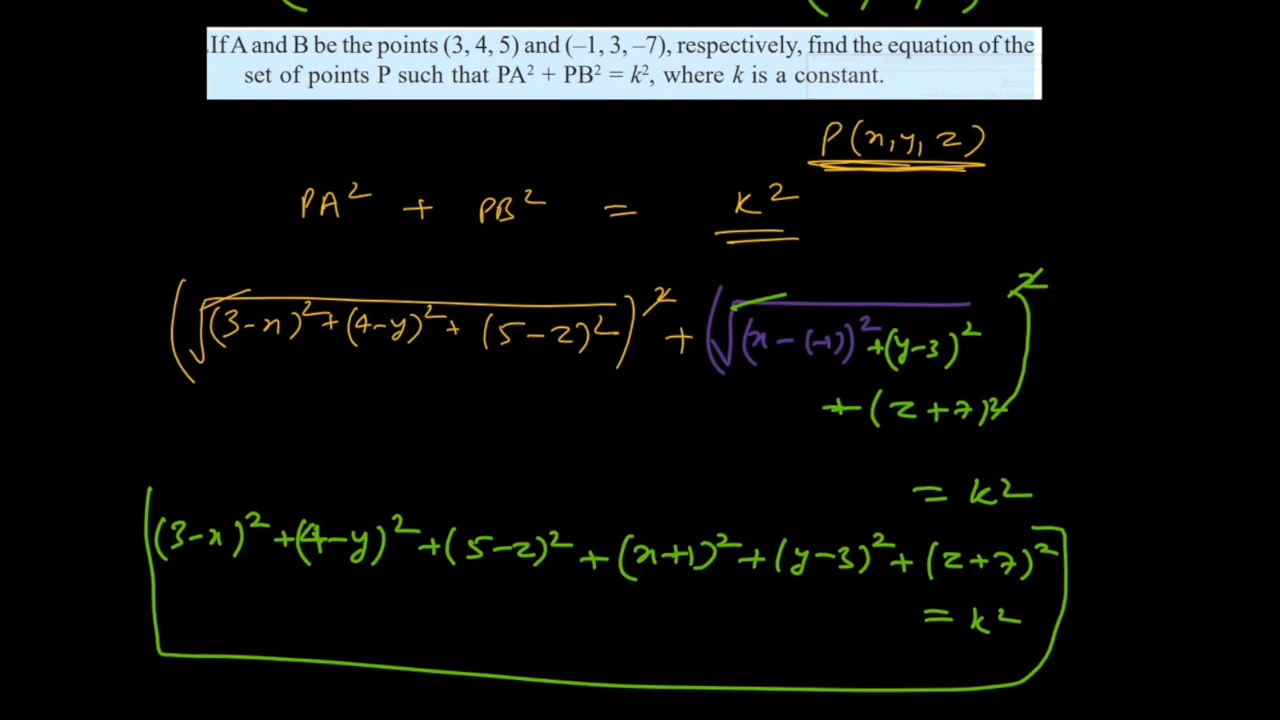 If A and B be the points (3, 4, 5) and (–1, 3, –7), respectively, find the equation of the
set of points P such that PA² + PB² = k², where k is a constant.
P(x, y, z)
PA² + PB² = k²
(√(3-x)²+(4-y)²+(5-z)²)² + (√(x-(-1))²+(y-3)²
+(z+7)²)²
= k²
(3-x)²+(4-y)²+(5-z)²+(x+1)²+(y-3)²+(z+7)²
= k²